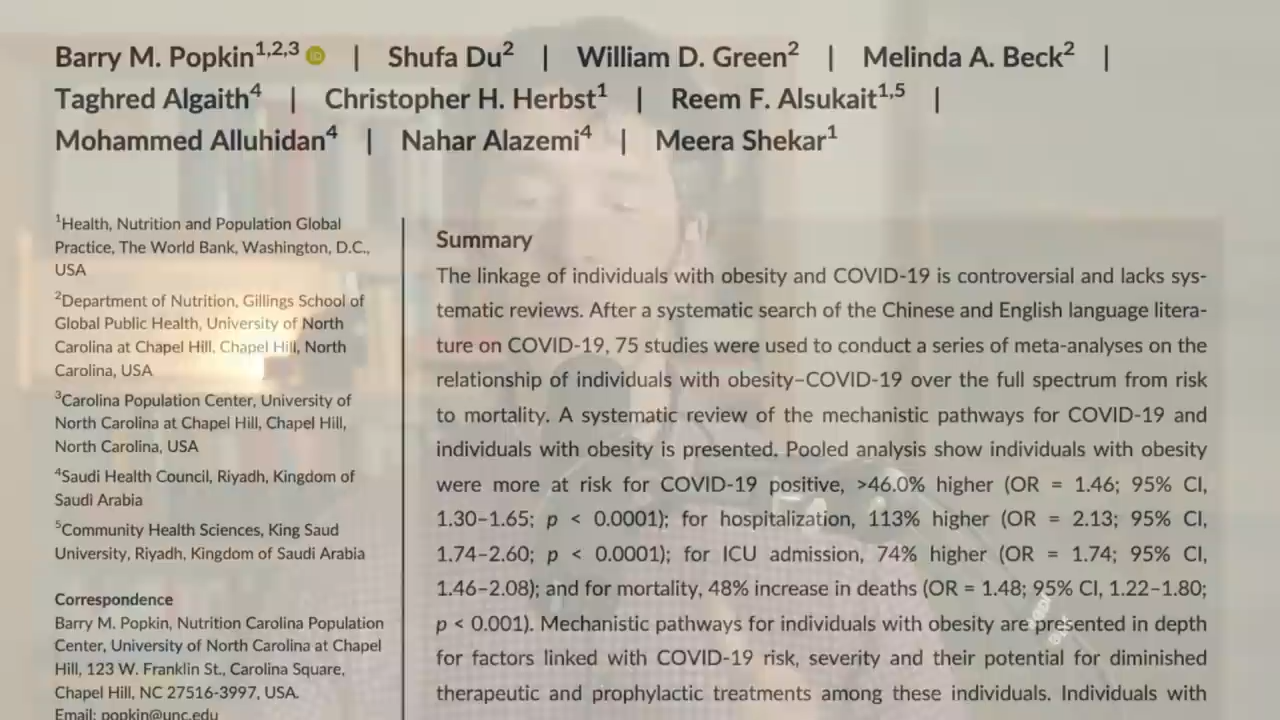 Barry M. Popkin1,2,3 | Shufa Du2 | William D. Green2 | Melinda A. Beck2 |
Taghred Algaith4 | Christopher H. Herbst1 | Reem F. Alsukait1,5 |
Mohammed Alluhidan4 | Nahar Alazemi4 | Meera Shekar1
1Health, Nutrition and Population Global
Practice, The World Bank, Washington, D.C.,
USA
2Department of Nutrition, Gillings School of
Global Public Health, University of North
Carolina at Chapel Hill, Chapel Hill, North
Carolina, USA
3Carolina Population Center, University of
North Carolina at Chapel Hill, Chapel Hill,
North Carolina, USA
4Saudi Health Council, Riyadh, Kingdom of
Saudi Arabia
5Community Health Sciences, King Saud
University, Riyadh, Kingdom of Saudi Arabia
Correspondence
Barry M. Popkin, Nutrition Carolina Population
Center, University of North Carolina at Chapel
Hill, 123 W. Franklin St., Carolina Square,
Chapel Hill, NC 27516-3997, USA.
Email: popkin@unc.edu
Summary
The linkage of individuals with obesity and COVID-19 is controversial and lacks sys-
tematic reviews. After a systematic search of the Chinese and English language litera-
ture on COVID-19, 75 studies were used to conduct a series of meta-analyses on the
relationship of individuals with obesity–COVID-19 over the full spectrum from risk
to mortality. A systematic review of the mechanistic pathways for COVID-19 and
individuals with obesity is presented. Pooled analysis show individuals with obesity
were more at risk for COVID-19 positive, >46.0% higher (OR = 1.46; 95% CI,
1.30–1.65; p < 0.0001); for hospitalization, 113% higher (OR = 2.13; 95% CI,
1.74–2.60; p < 0.0001); for ICU admission, 74% higher (OR = 1.74; 95% CI,
1.46–2.08); and for mortality, 48% increase in deaths (OR = 1.48; 95% CI, 1.22–1.80;
p < 0.001). Mechanistic pathways for individuals with obesity are presented in depth
for factors linked with COVID-19 risk, severity and their potential for diminished
therapeutic and prophylactic treatments among these individuals. Individuals with